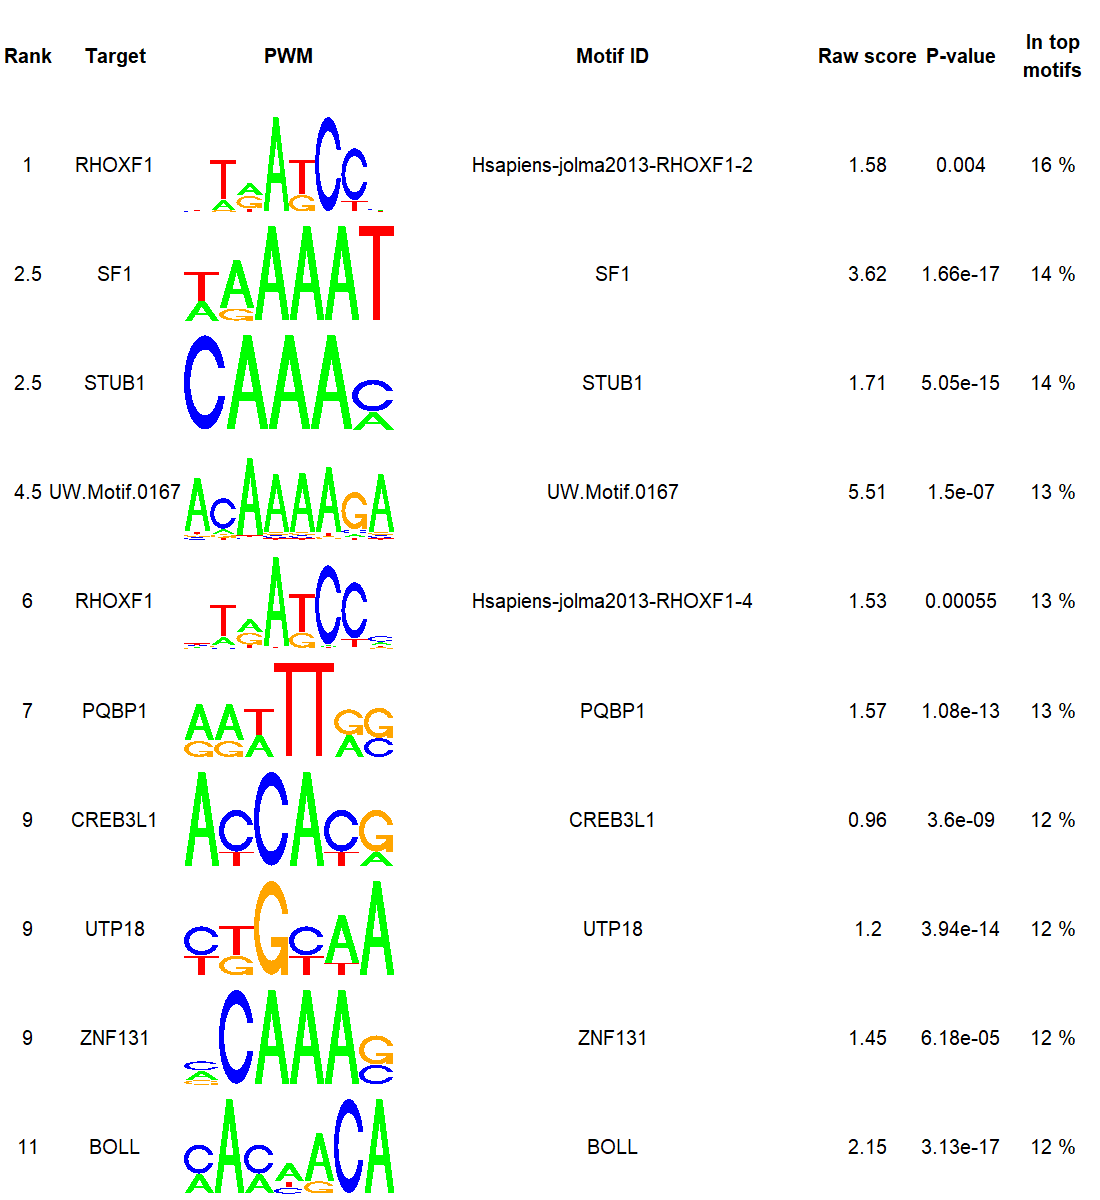 Rank Target PWM Motif ID Raw score P-value In top motifs
1 RHOXF1 Hsapiens-jolma2013-RHOXF1-2 1.58 0.004 16 %
2.5 SF1 SF1 3.62 1.66e-17 14 %
2.5 STUB1 STUB1 1.71 5.05e-15 14 %
4.5 UW.Motif.0167 UW.Motif.0167 5.51 1.5e-07 13 %
6 RHOXF1 Hsapiens-jolma2013-RHOXF1-4 1.53 0.00055 13 %
7 PQBP1 PQBP1 1.57 1.08e-13 13 %
9 CREB3L1 CREB3L1 0.96 3.6e-09 12 %
9 UTP18 UTP18 1.2 3.94e-14 12 %
9 ZNF131 ZNF131 1.45 6.18e-05 12 %
11 BOLL BOLL 2.15 3.13e-17 12 %